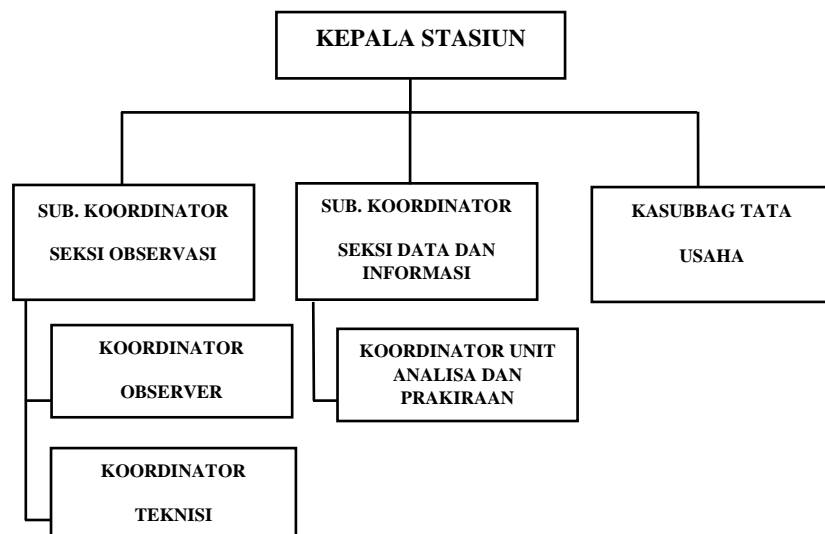 KEPALA STASIUN
SUB. KOORDINATOR
SEKSI OBSERVASI
SUB. KOORDINATOR
SEKSI DATA DAN
INFORMASI
KASUBBAG TATA
USAHA
KOORDINATOR
OBSERVER
KOORDINATOR UNIT
ANALISA DAN
PRAKIRAAN
KOORDINATOR
TEKNISI